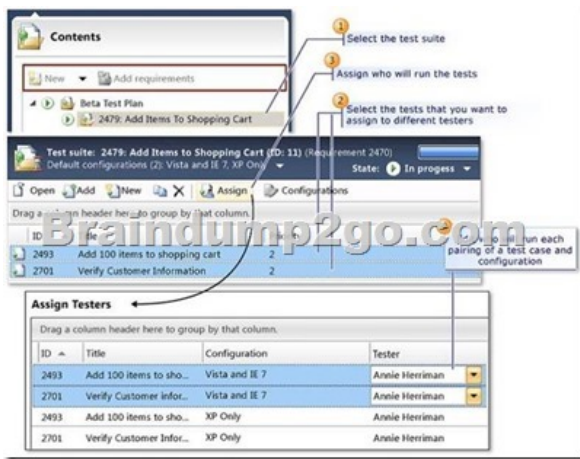 Contents
1
Select the test suite
New
Add requirements
3
Assign who will run the tests
Beta Test Plan
2479: Add Items To Shopping Cart
2
Select the tests that you want to
assign to different testers
Test suite: 2479: Add Items to Shopping Cart (ID: 11) (Requirement 2470)
Default configurations (2): Vista and IE 7, XP Only
State: In progess
Open Add New Assign Configurations
Drag a column header here to group by that column.
ID Title
Braindump2go.com
2493 Add 100 items to shopping cart 2
2701 Verify Customer Information 2
run each
pairing of a test case and
configuration
Assign Testers
Drag a column header here to group by that column.
ID Title Configuration Tester
2493 Add 100 items to sho... Vista and IE 7 Annie Herriman
2701 Verify Customer infor... Vista and IE 7 Annie Herriman
2493 Add 100 items to sho... XP Only Annie Herriman
2701 Verify Customer Infor... XP Only Annie Herriman